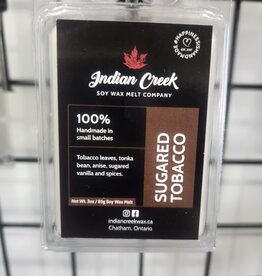 #HAPPINESSISHANDMADE
Indian Creek
SOY WAX MELT COMPANY
100%
Handmade in
small batches
Tobacco leaves, tonka
bean, anise, sugared
vanilla and spices.
Net Wt. 3oz / 85g Soy Wax Melt
SUGARED
TOBACCO
indiancreekwax.ca
Chatham, Ontario